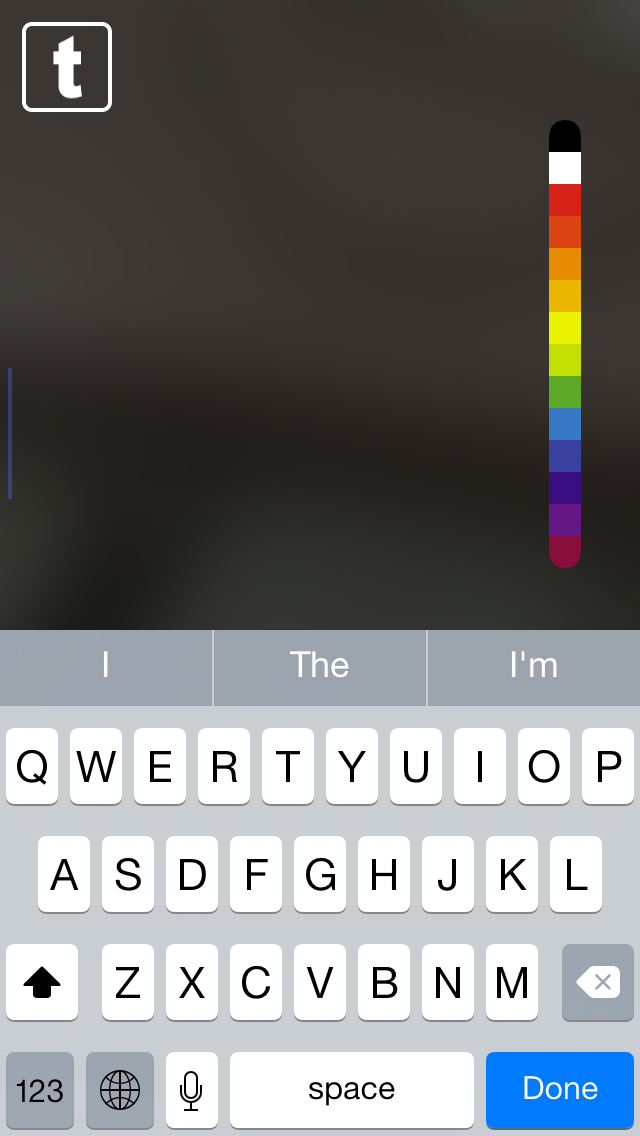 t
I The I'm
Q W E R T Y U I O P
A S D F G H J K L
Z X C V B N M
123 space Done